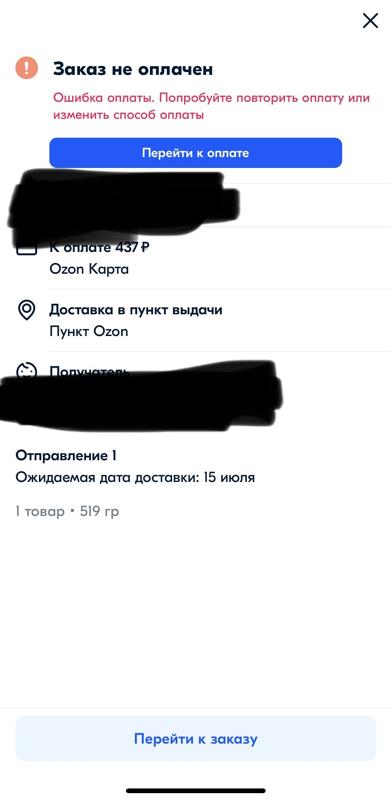 Заказ не оплачен
Ошибка оплаты. Попробуйте повторить оплату или
изменить способ оплаты
Перейти к оплате
К оплате 437 ₽
Ozon Карта
Доставка в пункт выдачи
Пункт Ozon
Получатель
Отправление 1
Ожидаемая дата доставки: 15 июля
1 товар • 519 гр
Перейти к заказу